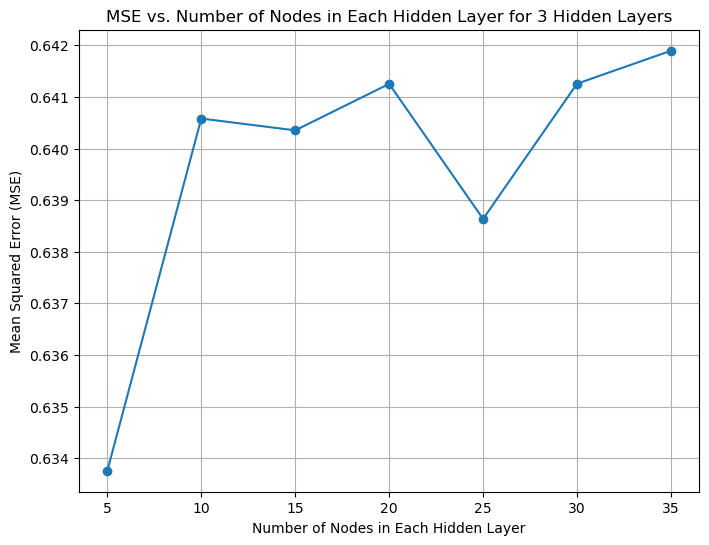 MSE vs. Number of Nodes in Each Hidden Layer for 3 Hidden Layers
Mean Squared Error (MSE)
0.642
0.641
0.640
0.639
0.638
0.637
0.636
0.635
0.634
5 10 15 20 25 30 35
Number of Nodes in Each Hidden Layer